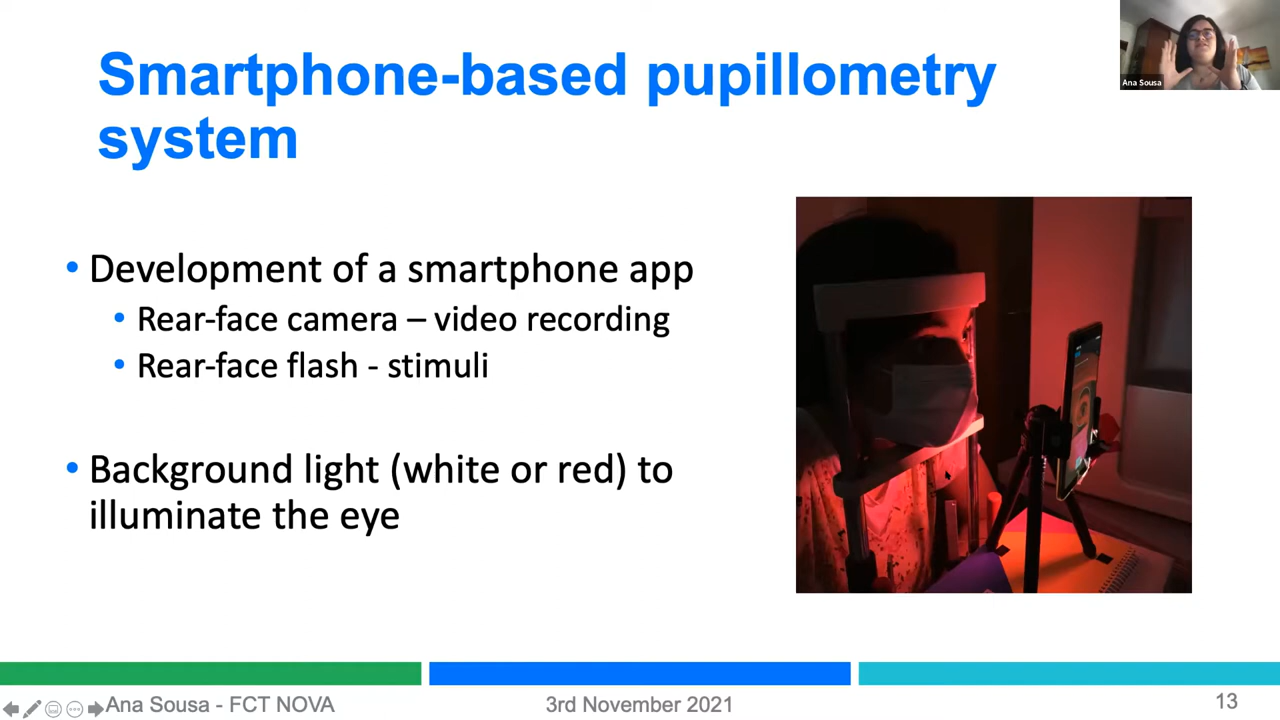 Smartphone-based pupillometry
system
Ana Sousa
• Development of a smartphone app
• Rear-face camera – video recording
• Rear-face flash - stimuli
• Background light (white or red) to
illuminate the eye
Ana Sousa - FCT NOVA
3rd November 2021
13